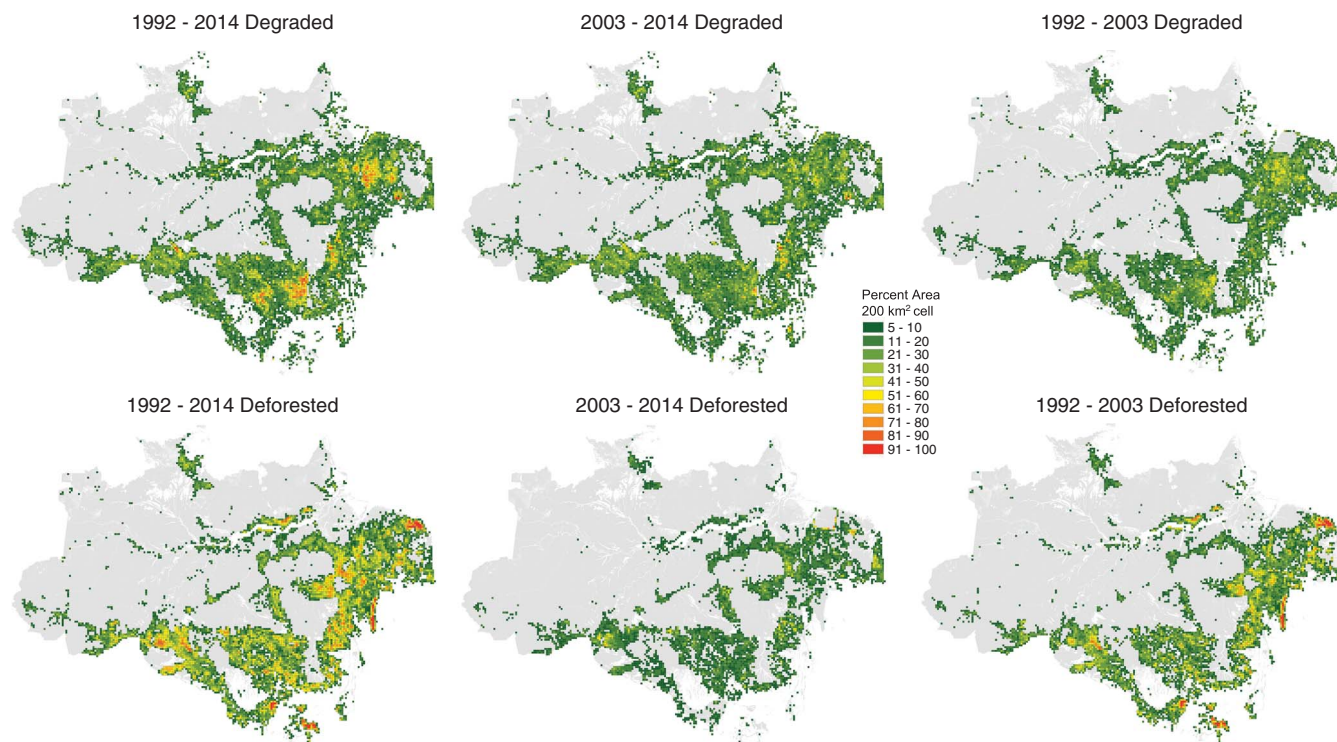 1992 - 2014 Degraded
2003 - 2014 Degraded
1992 - 2003 Degraded
Percent Area
200 km² cell
5 - 10
11 - 20
21 - 30
31 - 40
41 - 50
51 - 60
61 - 70
71 - 80
81 - 90
91 - 100
1992 - 2014 Deforested
2003 - 2014 Deforested
1992 - 2003 Deforested